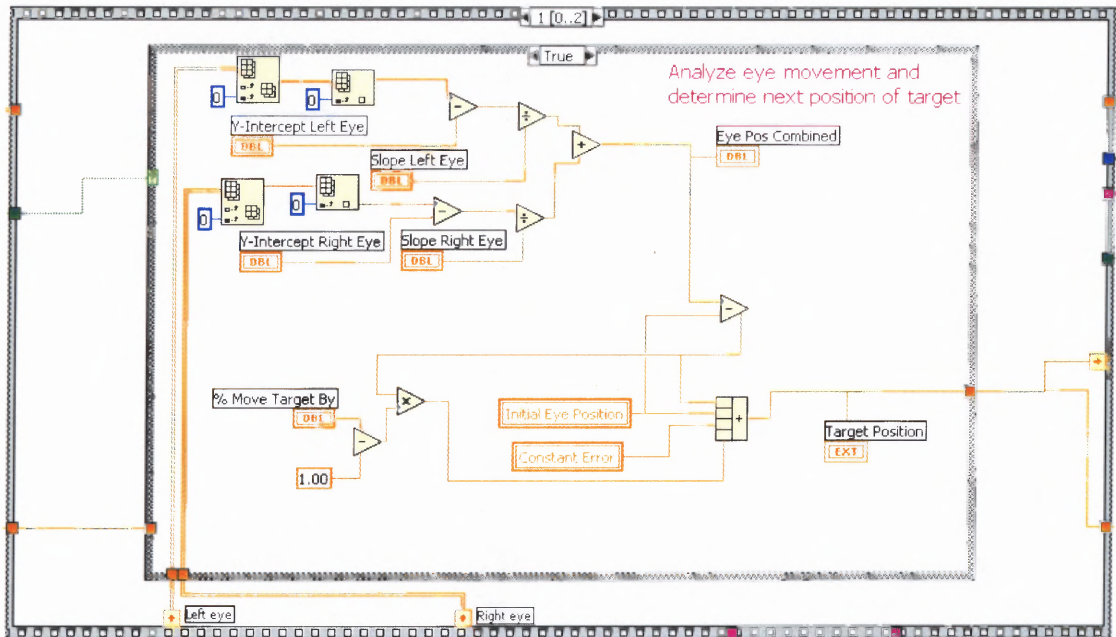 1 [0..2]
True
Analyze eye movement and
determine next position of target
0
0
Y-Intercept Left Eye
DBL
Slope Left Eye
DBL
Eye Pos Combined
DBL
0
0
Y-Intercept Right Eye
DBL
Slope Right Eye
DBL
% Move Target By
DBL
1.00
Initial Eye Position
Constant Error
Target Position
EXT
Left eye
Right eye